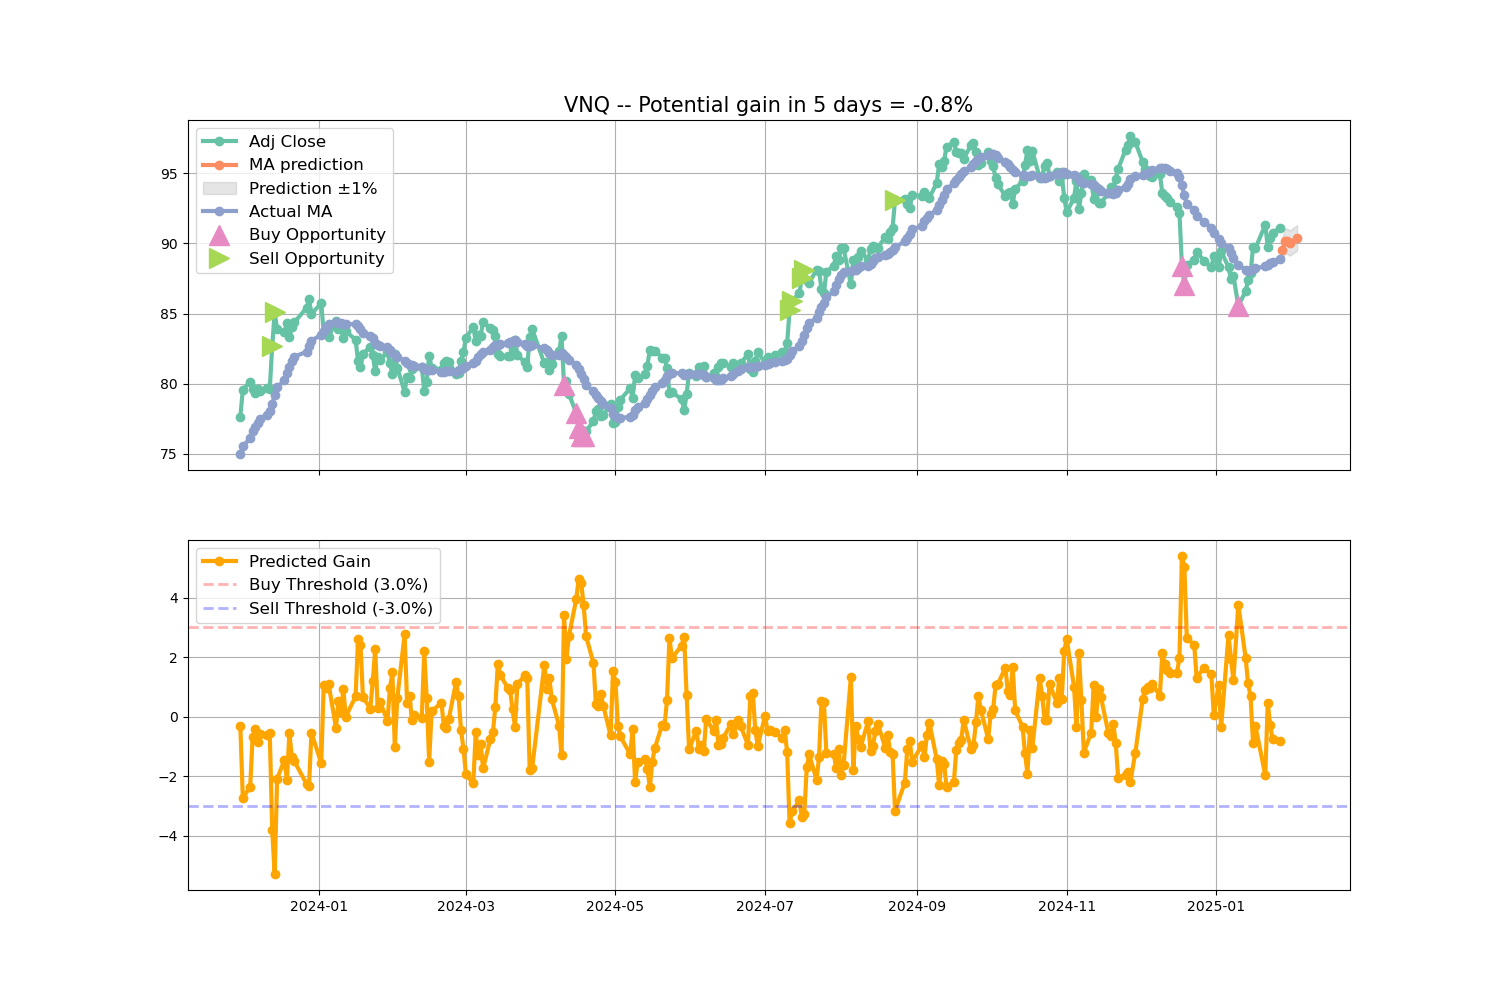 VNQ -- Potential gain in 5 days = -0.8%
Adj Close
MA prediction
Prediction ±1%
Actual MA
Buy Opportunity
Sell Opportunity
95
90
85
80
75
Predicted Gain
Buy Threshold (3.0%)
Sell Threshold (-3.0%)
4
2
0
−2
−4
2024-01 2024-03 2024-05 2024-07 2024-09 2024-11 2025-01